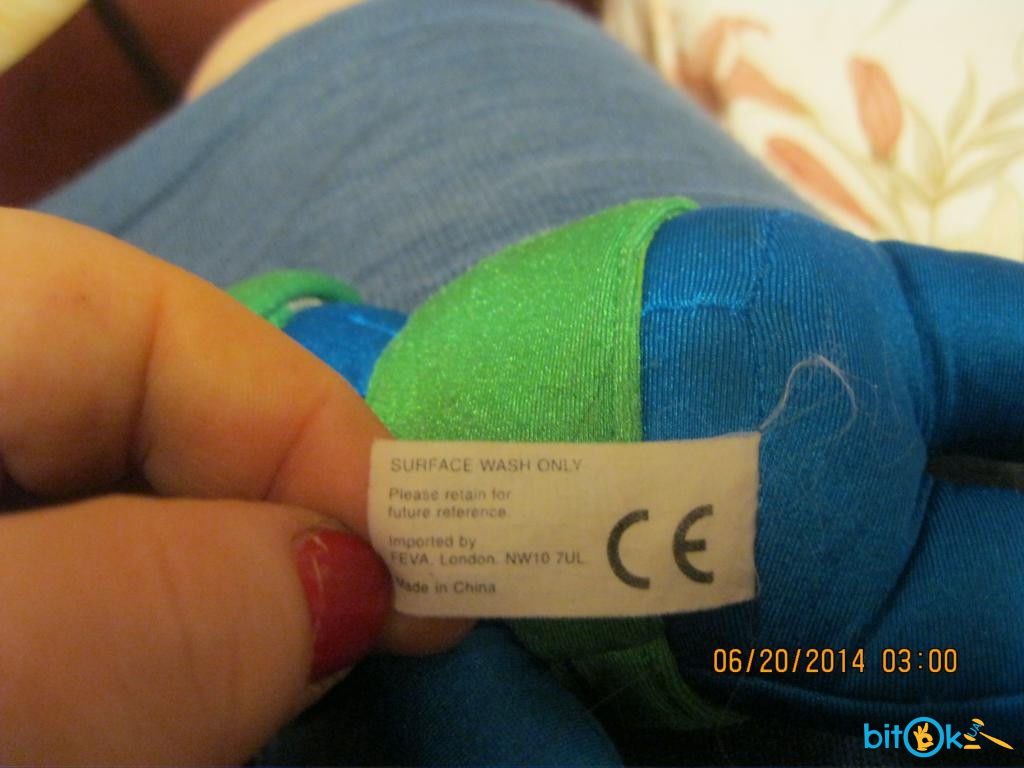 SURFACE WASH ONLY
Please retain for
future reference
Imported by
FEVA, London. NW10 7UL
Made in China
CE
06/20/2014 03:00
bitok UA